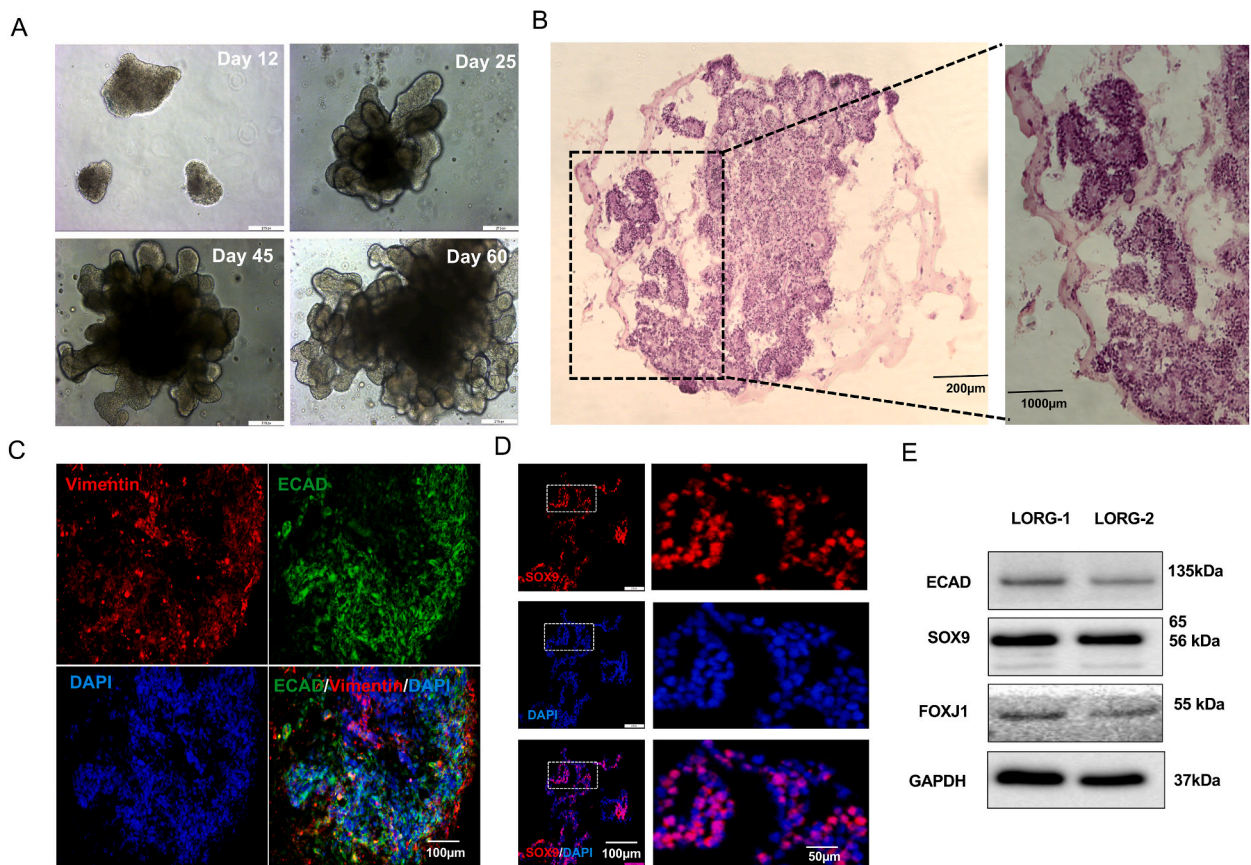 A
Day 12
Day 25
Day 45
Day 60
B
200µm
1000µm
C
Vimentin
ECAD
DAPI
ECAD/Vimentin/DAPI
100µm
D
SOX9
DAPI
SOX9/DAPI
100µm
50µm
E
LORG-1 LORG-2
ECAD 135kDa
65
SOX9 56 kDa
FOXJ1 55 kDa
GAPDH 37kDa